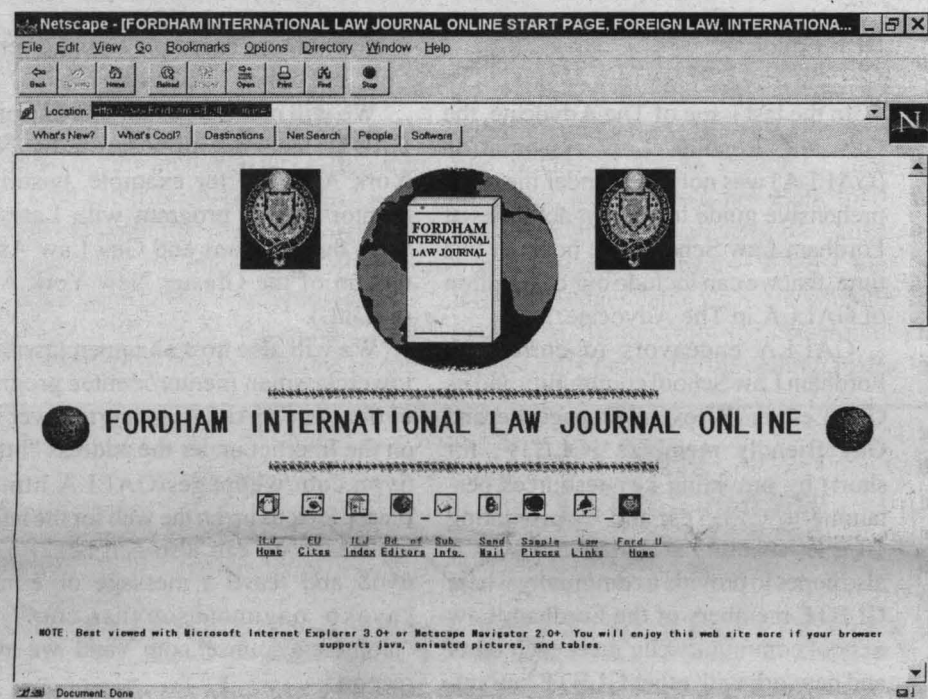 Netscape - [FORDHAM INTERNATIONAL LAW JOURNAL ONLINE START PAGE, FOREIGN LAW. INTERNATIONA...
File Edit View Go Bookmarks Options Directory Window Help
Back Home Reload Open Print Find Stop
Location:
What's New? What's Cool? Destinations Net Search People Software
N
FORDHAM
INTERNATIONAL
LAW JOURNAL
FORDHAM INTERNATIONAL LAW JOURNAL ONLINE
ILJ EU ILJ Bd. of Sub. Send Sample Law Ford. U
Home Cites Index Editors Info. Mail Pieces Links Home
NOTE: Best viewed with Microsoft Internet Explorer 3.0+ or Netscape Navigator 2.0+. You will enjoy this web site more if your browser
supports java, animated pictures, and tables.
Document: Done